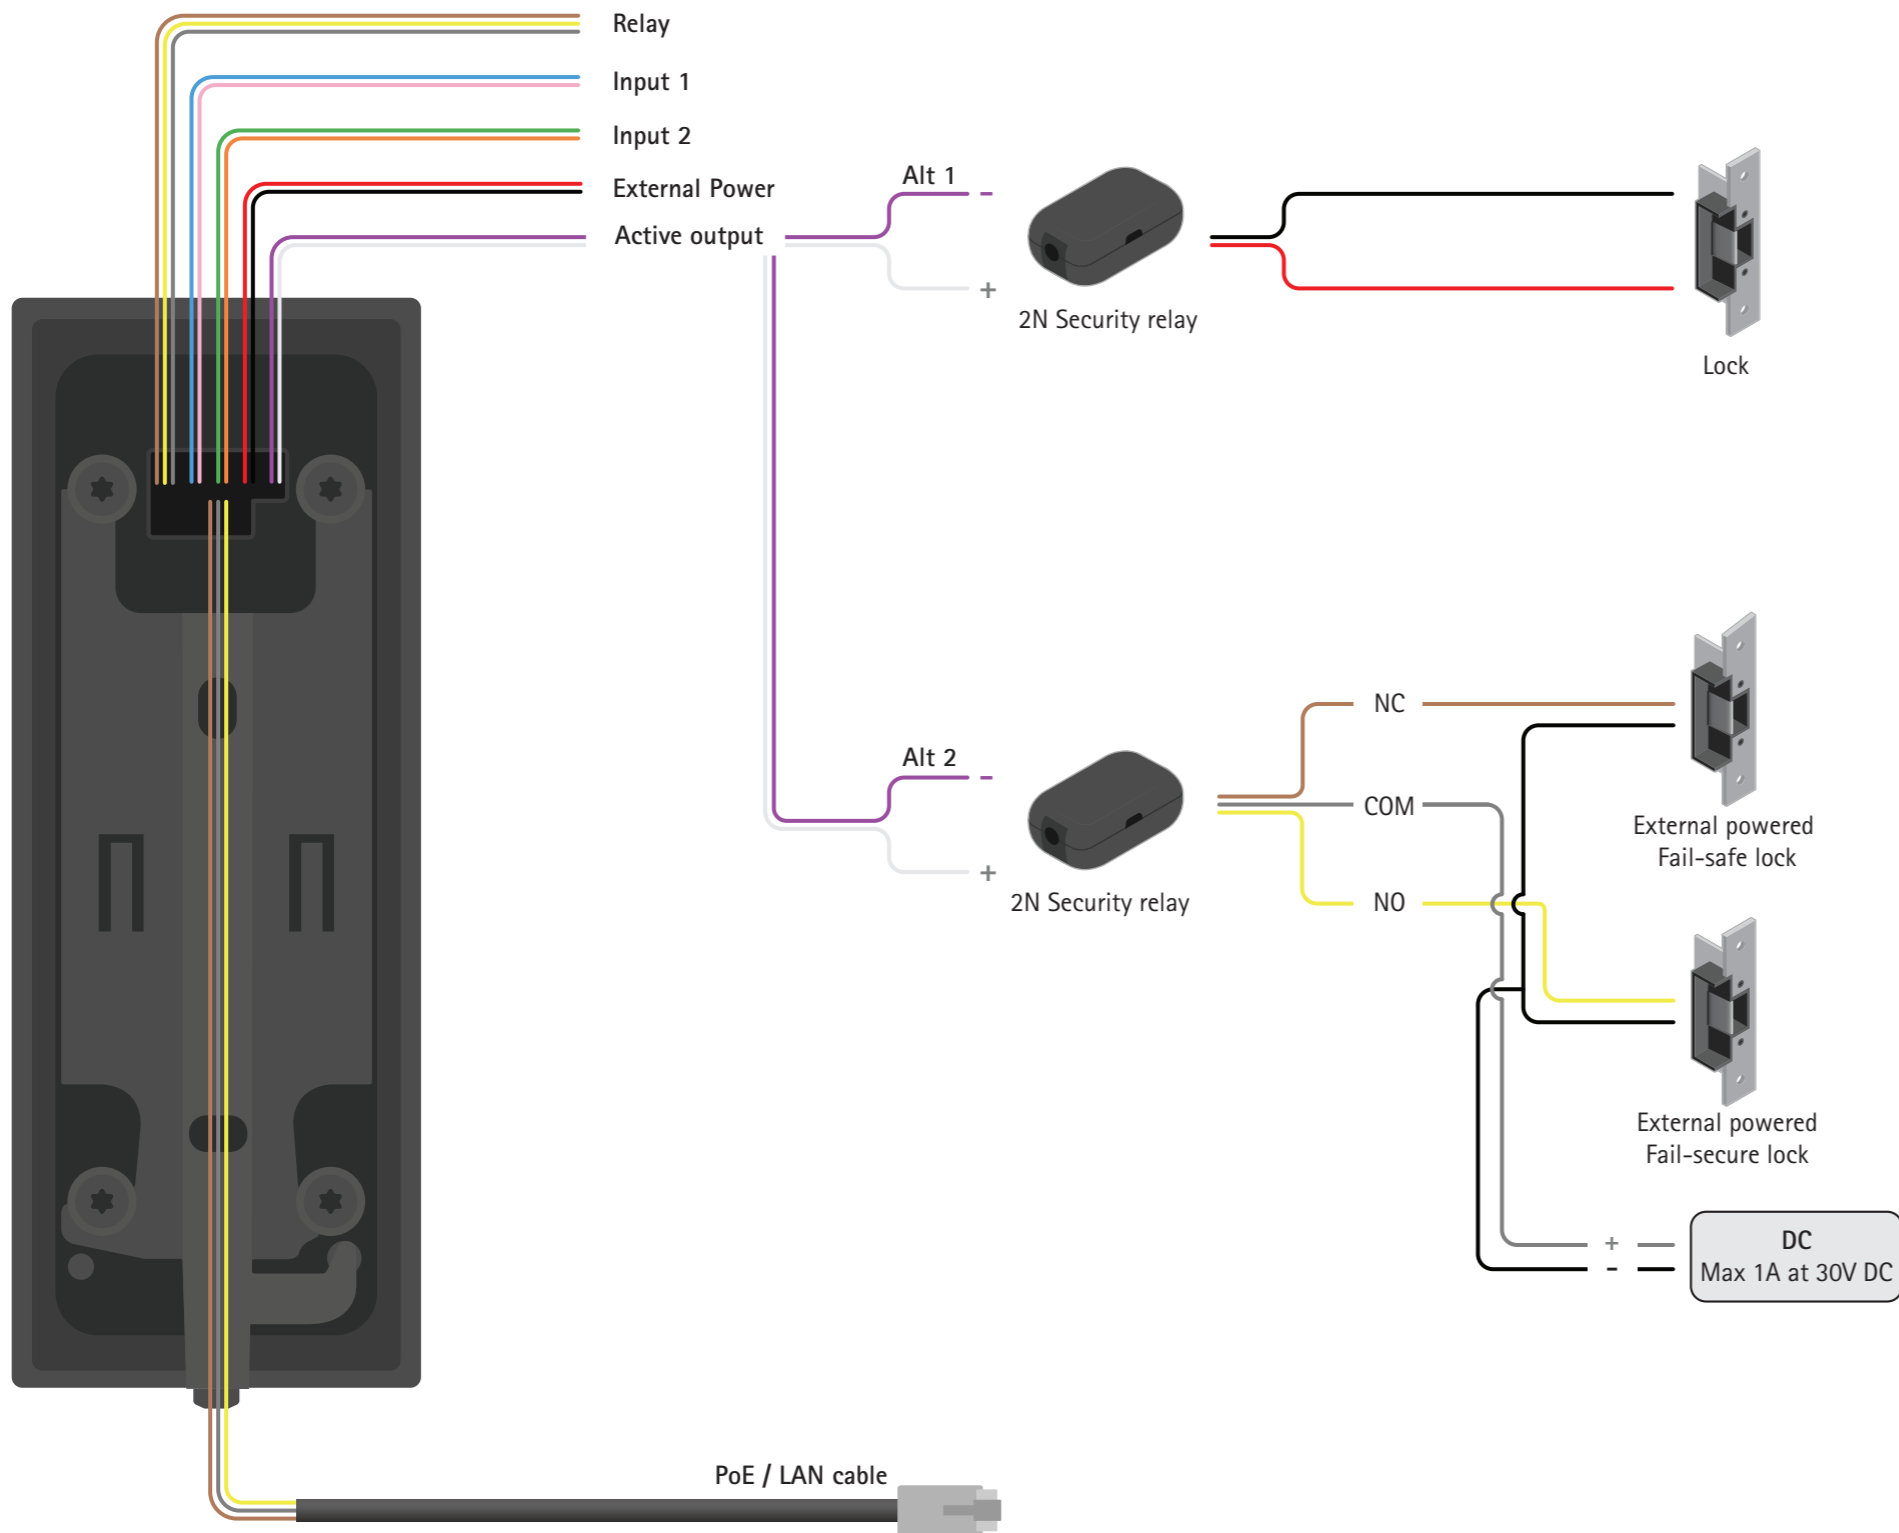 Relay
Input 1
Input 2
External Power
Active output
Alt 1
-
+
2N Security relay
Lock
Alt 2
-
+
2N Security relay
NC
COM
NO
External powered
Fail-safe lock
External powered
Fail-secure lock
+
-
DC
Max 1A at 30V DC
PoE / LAN cable